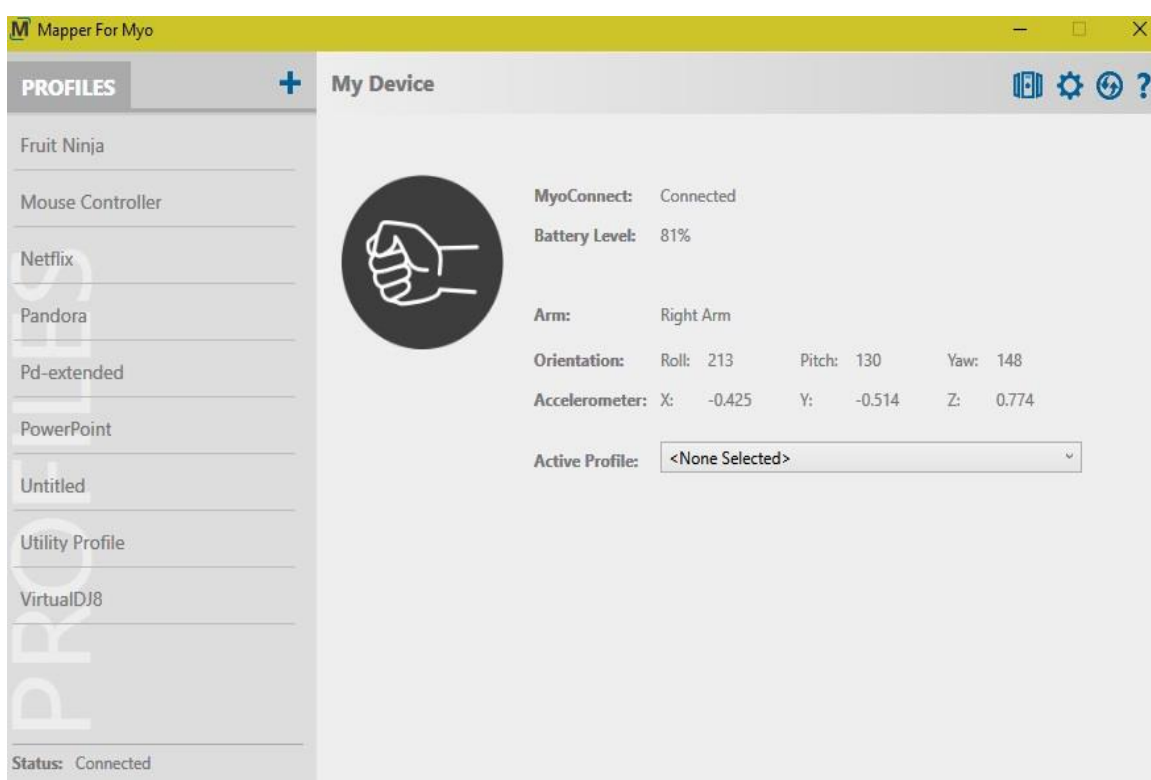 M Mapper For Myo
PROFILES + My Device ?
Fruit Ninja
Mouse Controller
Netflix
Pandora
Pd-extended
PowerPoint
Untitled
Utility Profile
VirtualDJ8
PROFILES
Status: Connected
MyoConnect: Connected
Battery Level: 81%
Arm: Right Arm
Orientation: Roll: 213 Pitch: 130 Yaw: 148
Accelerometer: X: -0.425 Y: -0.514 Z: 0.774
Active Profile: <None Selected>